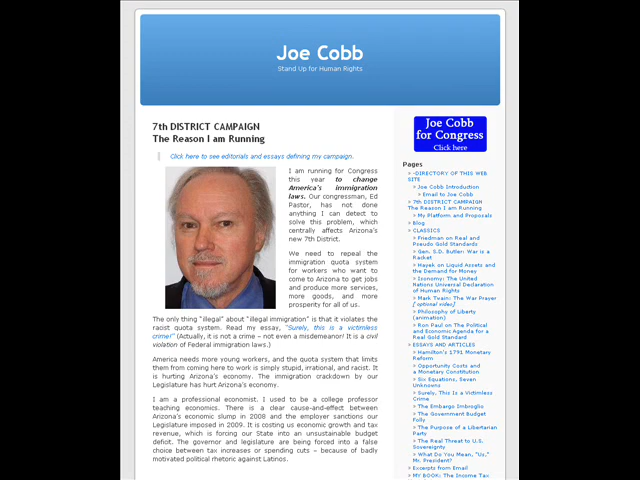 Joe Cobb
Stand Up for Human Rights
7th DISTRICT CAMPAIGN
The Reason I am Running
Click here to see editorials and essays defining my campaign.
I am running for Congress
this year to change
America's immigration
laws. Our congressman, Ed
Pastor, has not done
anything I can detect to
solve this problem, which
centrally affects Arizona's
new 7th District.
We need to repeal the
immigration quota system
for workers who want to
come to Arizona to get jobs
and produce more services,
more goods, and more
prosperity for all of us.
The only thing "illegal" about "illegal immigration" is that it violates the
racist quota system. Read my essay, "Surely, this is a victimless
crime!" (Actually, it is not a crime – not even a misdemeanor! It is a civil
violation of Federal immigration laws.)
America needs more young workers, and the quota system that limits
them from coming here to work is simply stupid, irrational, and racist. It
is hurting Arizona's economy. The immigration crackdown by our
Legislature has hurt Arizona's economy.
I am a professional economist. I used to be a college professor
teaching economics. There is a clear cause-and-effect between
Arizona's economic slump in 2008 and the employer sanctions our
Legislature imposed in 2009. It is costing us economic growth and tax
revenue, which is forcing our State into an unsustainable budget
deficit. The governor and legislature are being forced into a false
choice between tax increases or spending cuts – because of badly
motivated political rhetoric against Latinos.
Joe Cobb
for Congress
Click here
Pages
> -DIRECTORY OF THIS WEB
SITE
> Joe Cobb Introduction
> Email to Joe Cobb
> 7th DISTRICT CAMPAIGN
The Reason I am Running
> My Platform and Proposals
> Blog
> CLASSICS
> Friedman on Real and
Pseudo Gold Standards
> Gen. S.D. Butler: War is a
Racket
> Hayek on Liquid Assets and
the Demand for Money
> Isonomy: The United
Nations Universal Declaration
of Human Rights
> Mark Twain: The War Prayer
[ optional video]
> Philosophy of Liberty
(animation)
> Ron Paul on The Political
and Economic Agenda for a
Real Gold Standard
> ESSAYS AND ARTICLES
> Hamilton's 1791 Monetary
Reform
> Opportunity Costs and
a Monetary Constitution
> Six Equations, Seven
Unknowns
> Surely, This Is a Victimless
Crime
> The Embargo Imbroglio
> The Government Budget
Folly
> The Purpose of a Libertarian
Party
> The Real Threat to U.S.
Sovereignty
> What Do You Mean, "Us,"
Mr. President?
> Excerpts from Email
> MY BOOK: The Income Tax